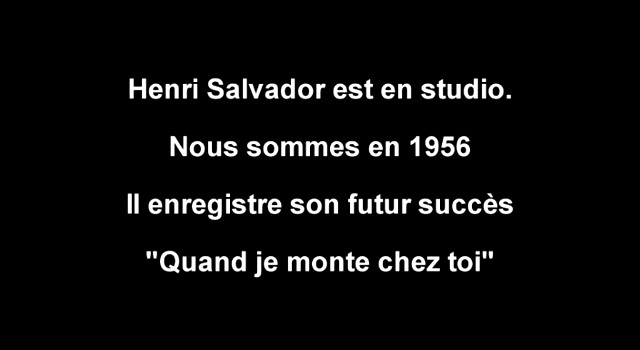 Henri Salvador est en studio.
Nous sommes en 1956
Il enregistre son futur succès
"Quand je monte chez toi"